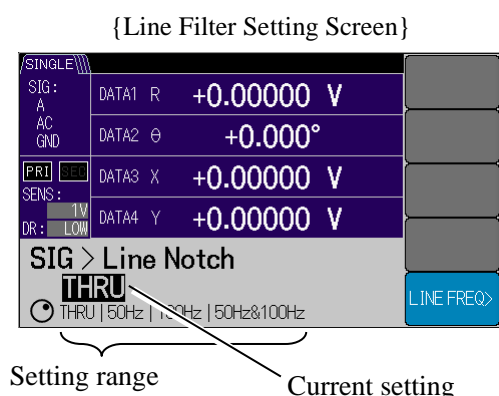 {Line Filter Setting Screen}
SINGLE
SIG:
A
AC
GND
DATA1 R +0.00000 V
DATA2 θ +0.000°
PRI SEC
SENS:
1V
DR: LOW
DATA3 X +0.00000 V
DATA4 Y +0.00000 V
SIG > Line Notch
THRU
THRU | 50Hz | 100Hz | 50Hz&100Hz
LINE FREQ>
Setting range
Current setting